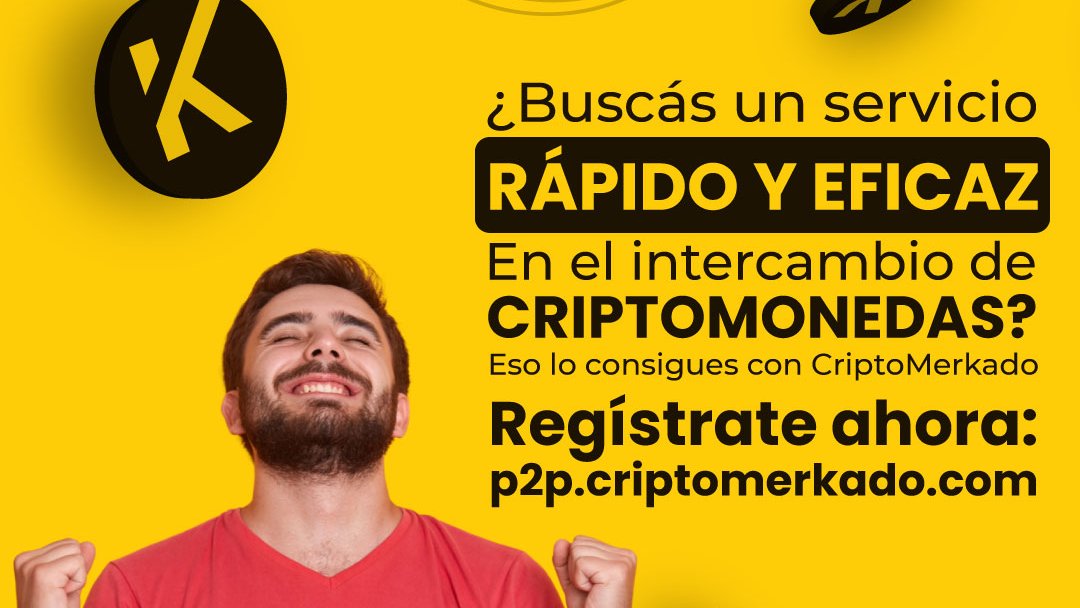 ¿Buscás un servicio
RÁPIDO Y EFICAZ
En el intercambio de
CRIPTOMONEDAS?
Eso lo consigues con CriptoMerkado
Regístrate ahora:
p2p.criptomerkado.com